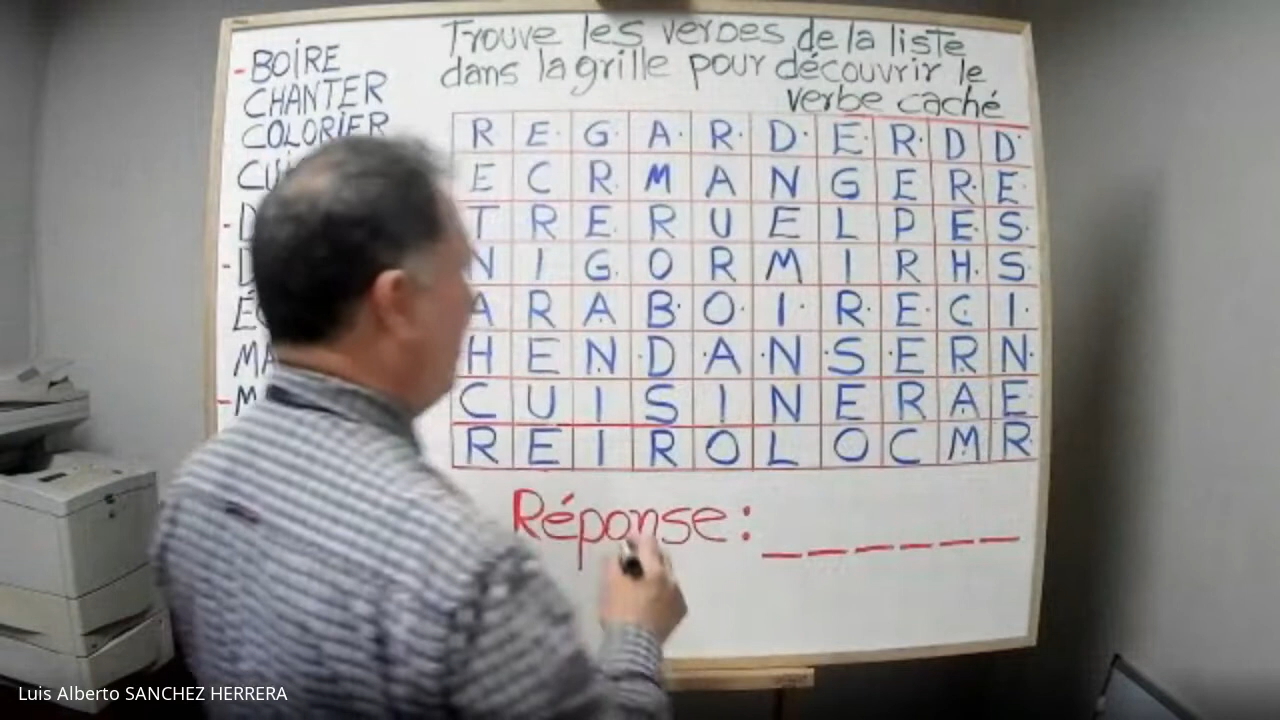 Trouve les verbes de la liste
dans la grille pour découvrir le
verbe caché
- BOIRE
CHANTER
COLORIER
R E. G. A. R. D. E. R. D D.
E C R. M A N G E R. E.
T R E R U E L P E. S.
N I G. O R M I R H. S
A R A B. O. I. R. E. C I.
H E N .D .A .N .S .E R N.
C U I S I N E R A E
R E I R O L O C M R
Réponse : _ _ _ _ _ _
Luis Alberto SANCHEZ HERRERA